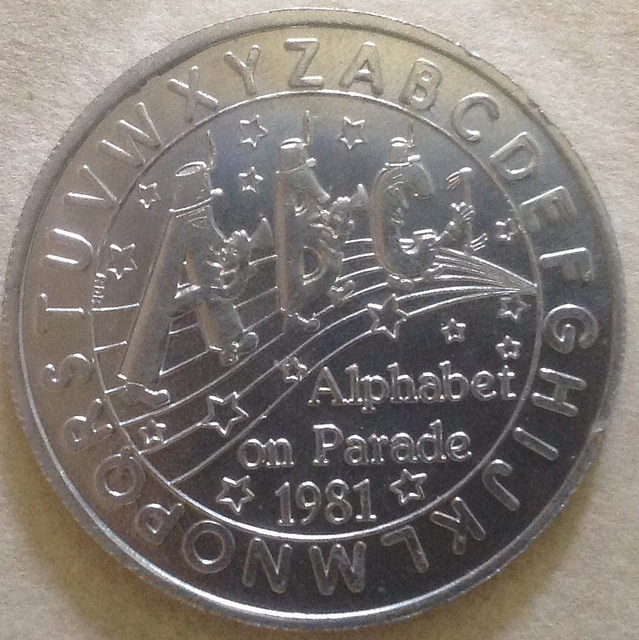 ABCDEFGHIJKLMNOPQRSTUVWXYZ
ABC
Alphabet
on Parade
1981